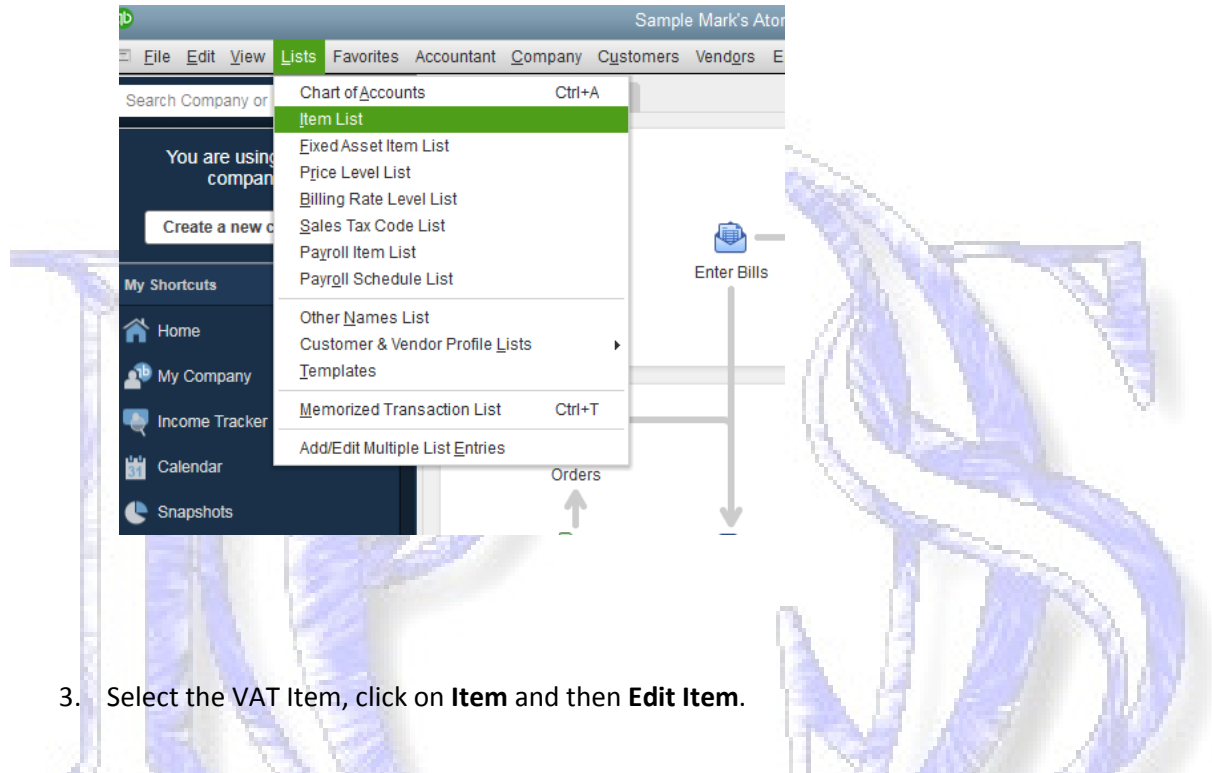 Sample Mark's Ator
File Edit View Lists Favorites Accountant Company Customers Vendors E
Search Company or
You are using
compan
Create a new c
My Shortcuts
Home
My Company
Income Tracker
Calendar
Snapshots
Chart of Accounts Ctrl+A
Item List
Fixed Asset Item List
Price Level List
Billing Rate Level List
Sales Tax Code List
Payroll Item List
Payroll Schedule List
Other Names List
Customer & Vendor Profile Lists
Templates
Memorized Transaction List Ctrl+T
Add/Edit Multiple List Entries
Enter Bills
Orders
3. Select the VAT Item, click on Item and then Edit Item.